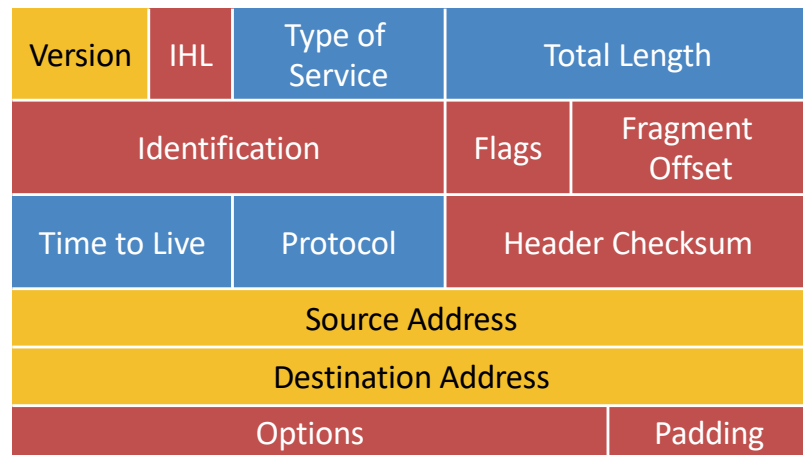 Version IHL Type of Service Total Length
Identification Flags Fragment Offset
Time to Live Protocol Header Checksum
Source Address
Destination Address
Options Padding